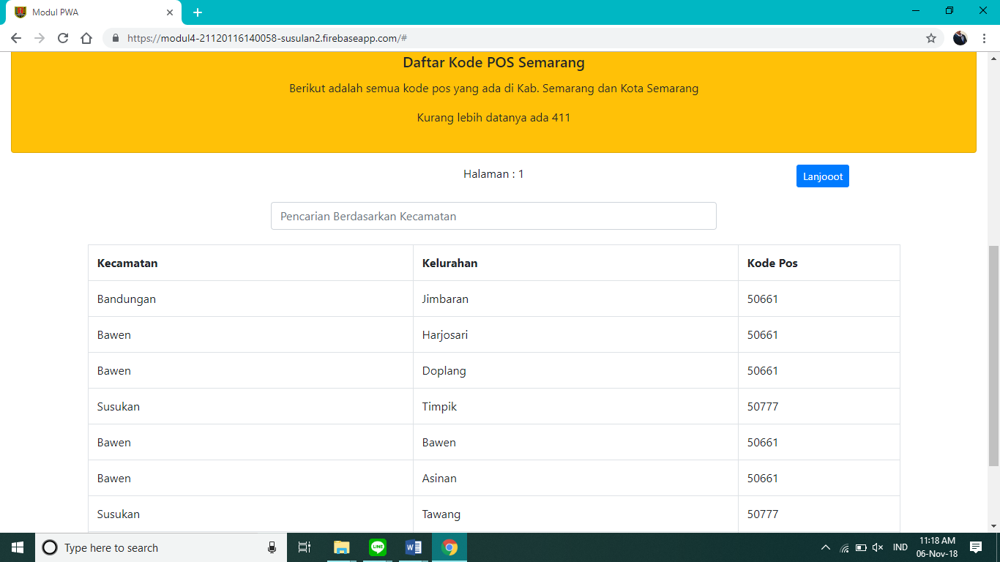 Modul PWA
https://modul4-21120116140058-susulan2.firebaseapp.com/#
Daftar Kode POS Semarang
Berikut adalah semua kode pos yang ada di Kab. Semarang dan Kota Semarang
Kurang lebih datanya ada 411
Halaman : 1
Lanjooot
Pencarian Berdasarkan Kecamatan
Kecamatan Kelurahan Kode Pos
Bandungan Jimbaran 50661
Bawen Harjosari 50661
Bawen Doplang 50661
Susukan Timpik 50777
Bawen Bawen 50661
Bawen Asinan 50661
Susukan Tawang 50777
Type here to search
LINE
W
IND
11:18 AM
06-Nov-18